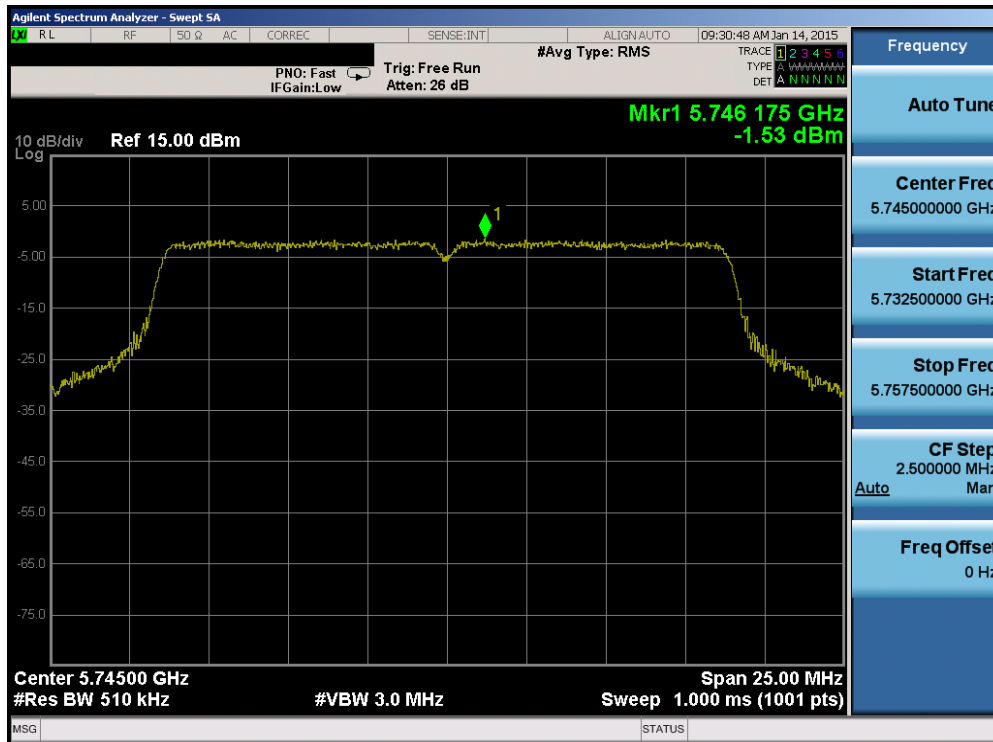 Agilent Spectrum Analyzer - Swept SA
LXI RL RF 50 Ω AC CORREC SENSE:INT ALIGN AUTO 09:30:48 AM Jan 14, 2015
#Avg Type: RMS TRACE 1 2 3 4 5 6
PNO: Fast Trig: Free Run TYPE A WWWWW
IFGain:Low Atten: 26 dB DET A N N N N N
Mkr1 5.746 175 GHz
10 dB/div Ref 15.00 dBm -1.53 dBm
Log
1
5.00
-5.00
-15.0
-25.0
-35.0
-45.0
-55.0
-65.0
-75.0
Center 5.74500 GHz Span 25.00 MHz
#Res BW 510 kHz #VBW 3.0 MHz Sweep 1.000 ms (1001 pts)
MSG STATUS
Frequency
Auto Tune
Center Freq
5.745000000 GHz
Start Freq
5.732500000 GHz
Stop Freq
5.757500000 GHz
CF Step
2.500000 MHz
Auto Man
Freq Offset
0 Hz